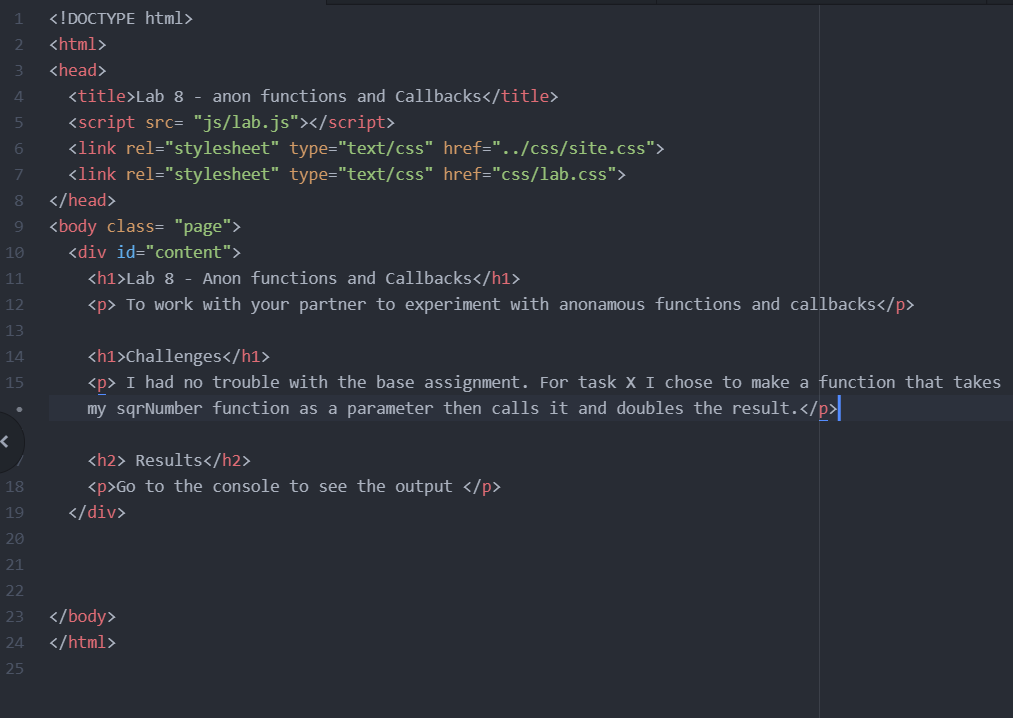 1 <!DOCTYPE html>
2 <html>
3 <head>
4 <title>Lab 8 - anon functions and Callbacks</title>
5 <script src= "js/lab.js"></script>
6 <link rel="stylesheet" type="text/css" href="../css/site.css">
7 <link rel="stylesheet" type="text/css" href="css/lab.css">
8 </head>
9 <body class= "page">
10 <div id="content">
11 <h1>Lab 8 - Anon functions and Callbacks</h1>
12 <p> To work with your partner to experiment with anonamous functions and callbacks</p>
13
14 <h1>Challenges</h1>
15 <p> I had no trouble with the base assignment. For task X I chose to make a function that takes
• my sqrNumber function as a parameter then calls it and doubles the result.</p>
<h2> Results</h2>
18 <p>Go to the console to see the output </p>
19 </div>
20
21
22
23 </body>
24 </html>
25